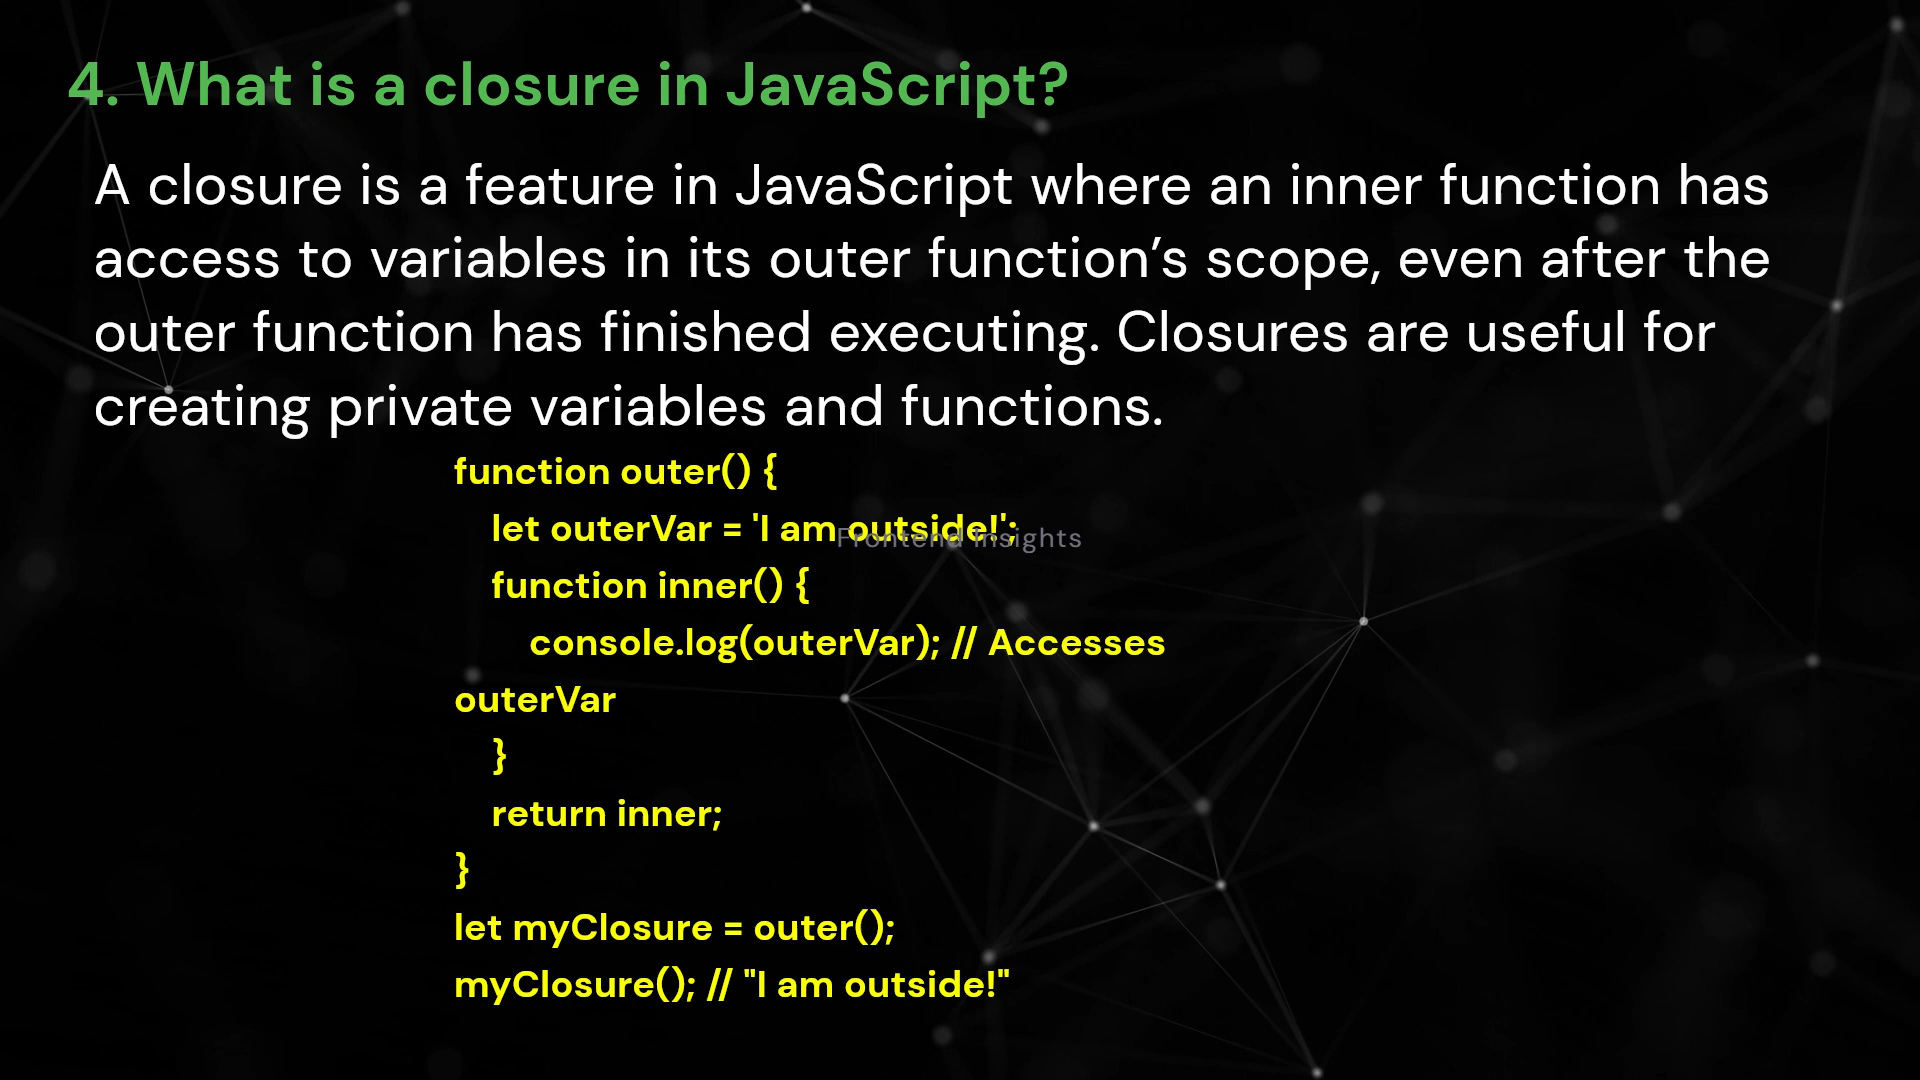 4. What is a closure in JavaScript?
A closure is a feature in JavaScript where an inner function has
access to variables in its outer function’s scope, even after the
outer function has finished executing. Closures are useful for
creating private variables and functions.
function outer() {
let outerVar = 'I am outside!';
Frontend Insights
function inner() {
console.log(outerVar); // Accesses
outerVar
}
return inner;
}
let myClosure = outer();
myClosure(); // "I am outside!"